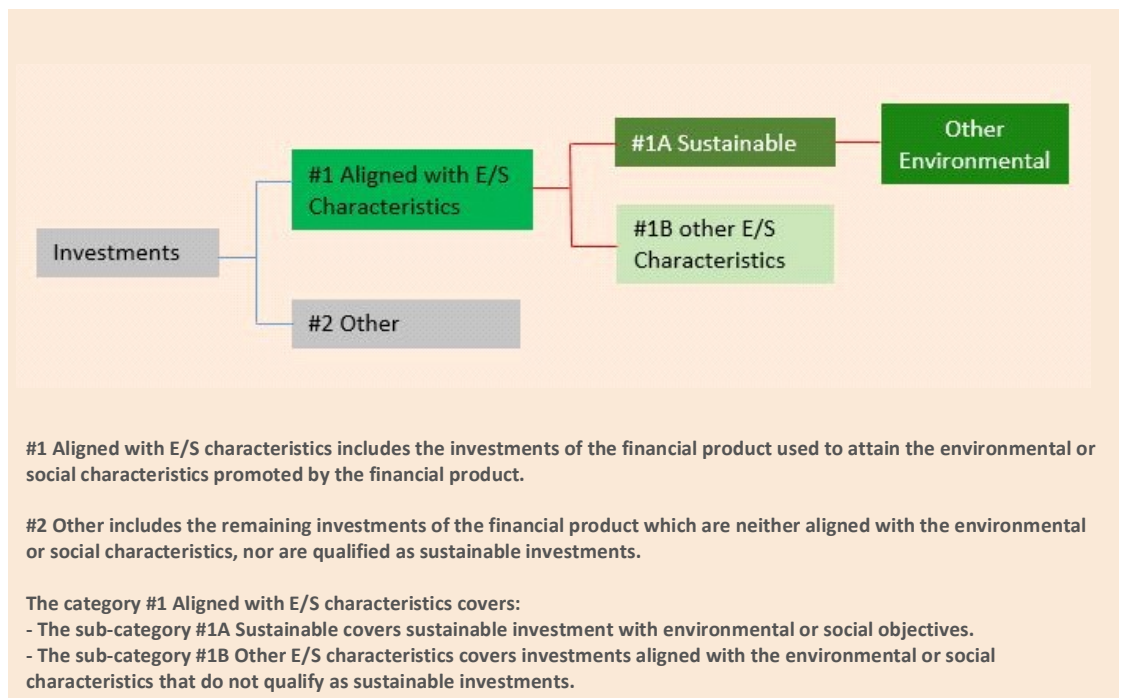 Other
Environmental
#1A Sustainable
#1 Aligned with E/S
Characteristics
#1B other E/S
Characteristics
Investments
#2 Other
#1 Aligned with E/S characteristics includes the investments of the financial product used to attain the environmental or
social characteristics promoted by the financial product.
#2 Other includes the remaining investments of the financial product which are neither aligned with the environmental
or social characteristics, nor are qualified as sustainable investments.
The category #1 Aligned with E/S characteristics covers:
- The sub-category #1A Sustainable covers sustainable investment with environmental or social objectives.
- The sub-category #1B Other E/S characteristics covers investments aligned with the environmental or social
characteristics that do not qualify as sustainable investments.